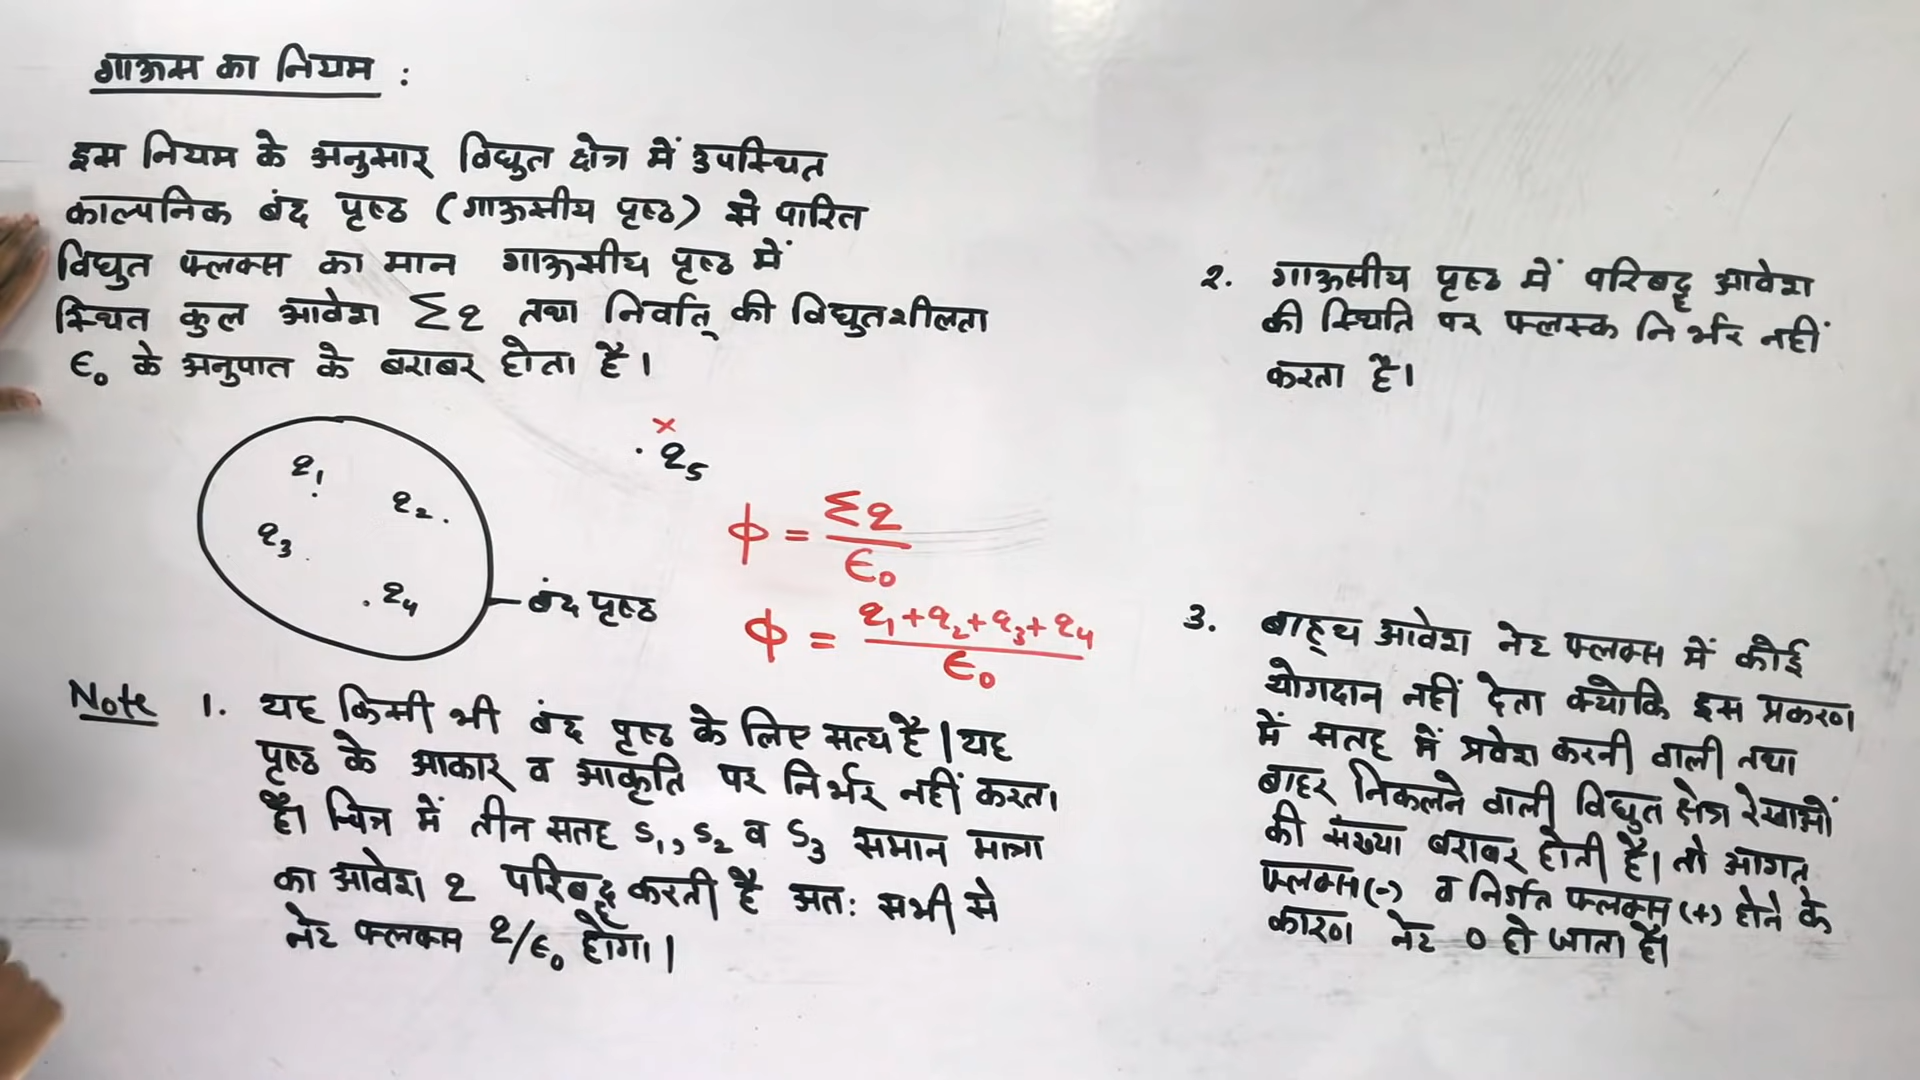 गाऊस का नियम :
इस नियम के अनुसार विद्युत क्षेत्र में उपस्थित
काल्पनिक बंद पृष्ठ (गाऊसीय पृष्ठ) से पारित
विद्युत फ्लक्स का मान गाऊसीय पृष्ठ में
स्थित कुल आवेश Σq तथा निर्वात् की विद्युतशीलता
ε₀ के अनुपात के बराबर होता है।
×
q₅
q₁
q₂
q₃
q₄
बंद पृष्ठ
ϕ = Σq/ε₀
ϕ = (q₁+q₂+q₃+q₄)/ε₀
Note 1. यह किसी भी बंद पृष्ठ के लिए सत्य है। यह
पृष्ठ के आकार व आकृति पर निर्भर नहीं करता
है। चित्र में तीन सतह S₁, S₂ व S₃ समान मात्रा
का आवेश q परिबद्ध करती है अतः सभी से
नेट फ्लक्स q/ε₀ होगा।
2. गाऊसीय पृष्ठ में परिबद्ध आवेश
की स्थिति पर फ्लस्क निर्भर नहीं
करता है।
3. बाह्य आवेश नेट फ्लक्स में कोई
योगदान नहीं देता क्योकि इस प्रकरण
में सतह में प्रवेश करनी वाली तथा
बाहर निकलने वाली विद्युत क्षेत्र रेखाओं
की संख्या बराबर होती है। तो आगत
फ्लक्स(-) व निर्गत फ्लक्स(+) होने के
कारण नेट 0 हो जाता है।